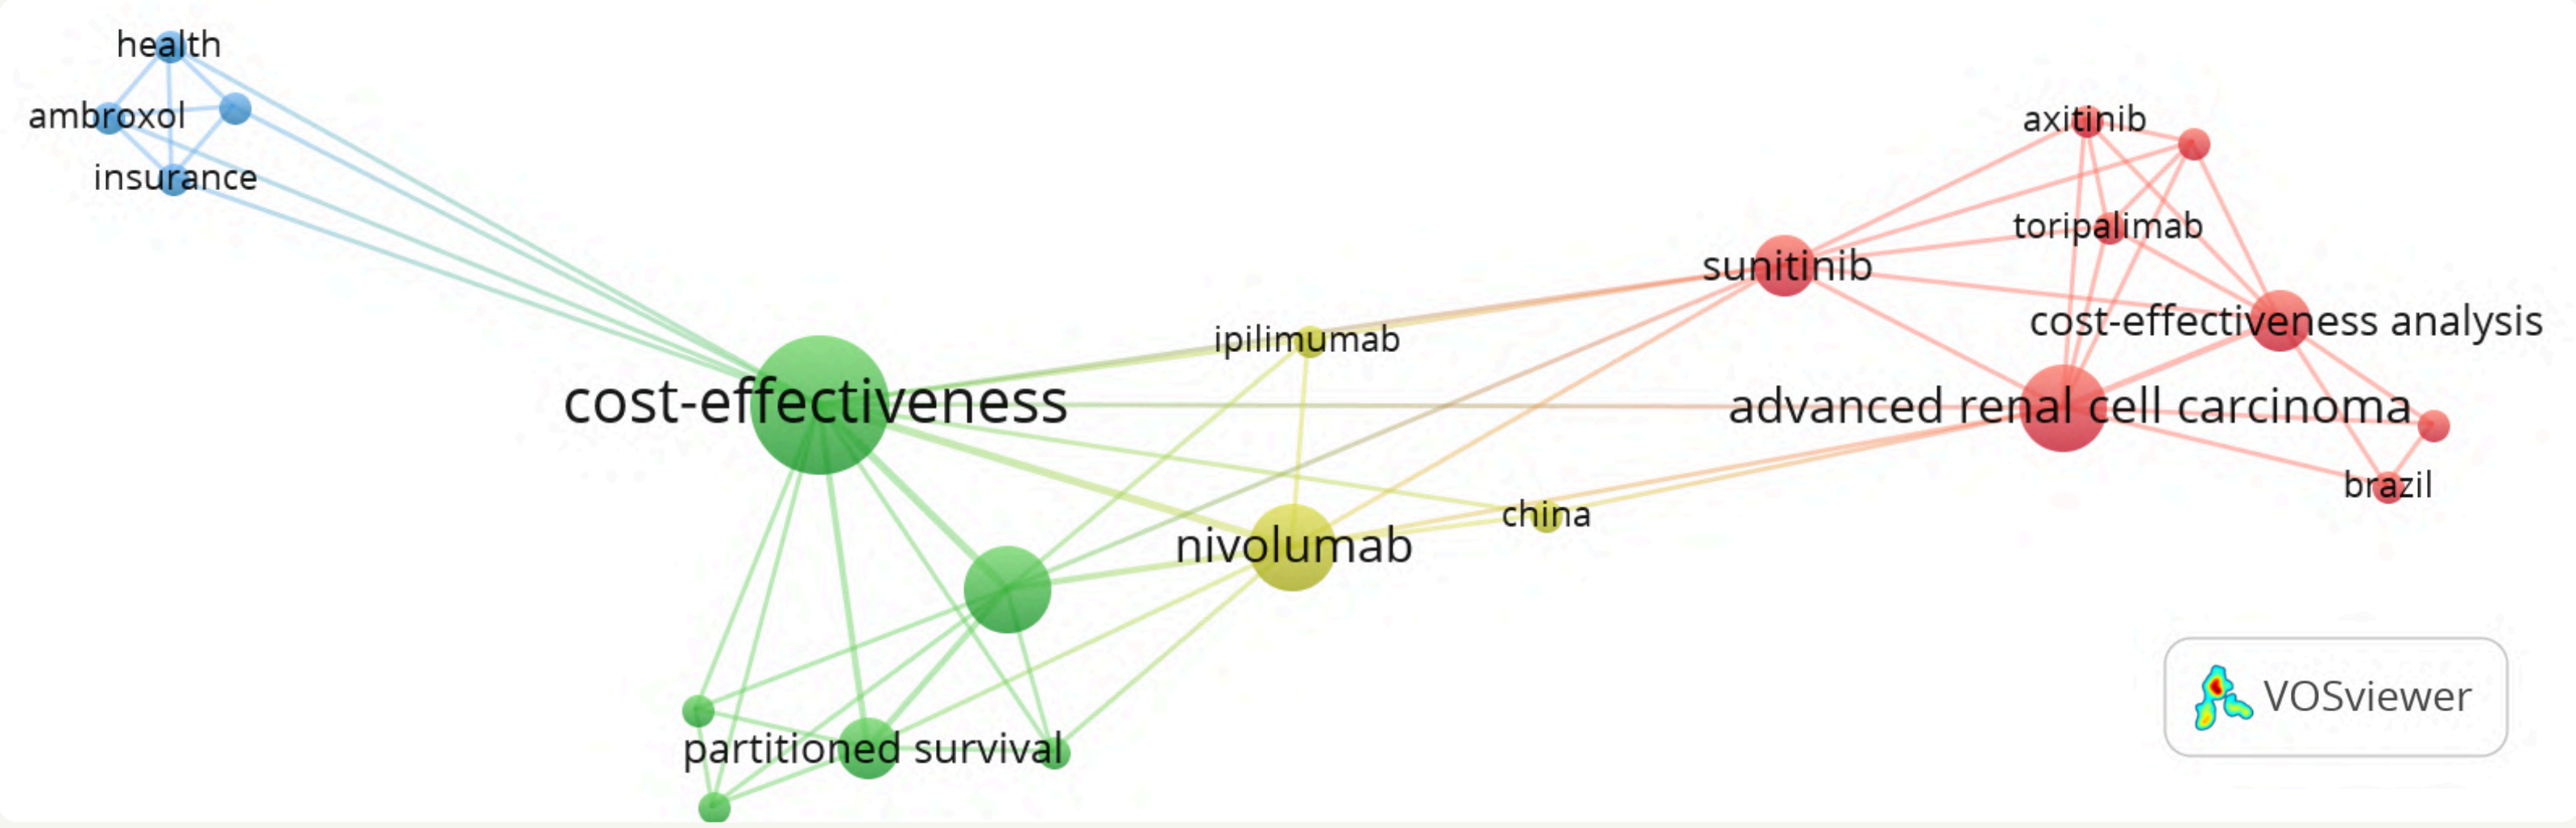 health
ambroxol
insurance
axitinib
toripalimab
sunitinib
cost-effectiveness analysis
ipilimumab
cost-effectiveness
advanced renal cell carcinoma
brazil
china
nivolumab
partitioned survival
VOSviewer